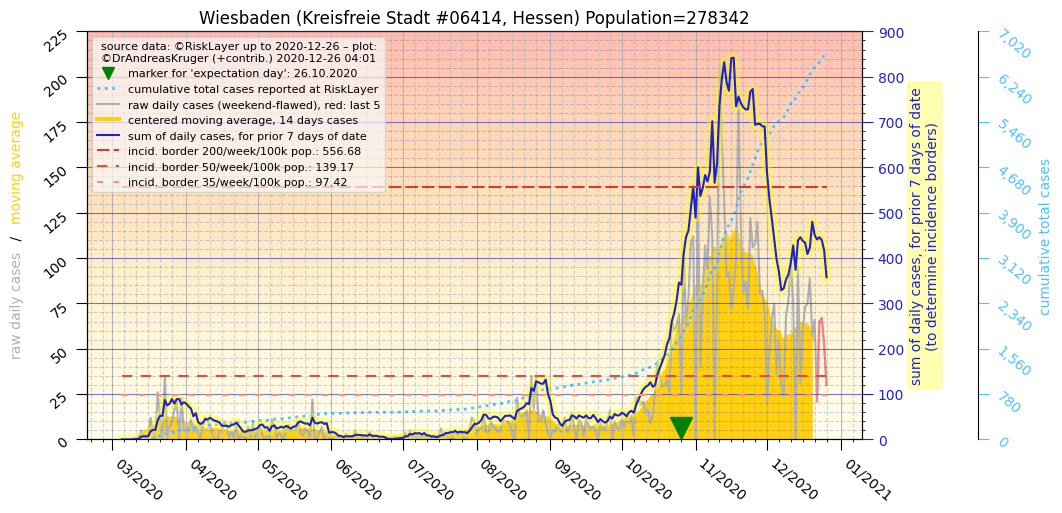 Wiesbaden (Kreisfreie Stadt #06414, Hessen) Population=278342
source data: ©RiskLayer up to 2020-12-26 – plot:
©DrAndreasKruger (+contrib.) 2020-12-26 04:01
marker for 'expectation day': 26.10.2020
cumulative total cases reported at RiskLayer
raw daily cases (weekend-flawed), red: last 5
centered moving average, 14 days cases
sum of daily cases, for prior 7 days of date
incid. border 200/week/100k pop.: 556.68
incid. border 50/week/100k pop.: 139.17
incid. border 35/week/100k pop.: 97.42
raw daily cases / moving average
225
200
175
150
125
100
75
50
25
0
03/2020
04/2020
05/2020
06/2020
07/2020
08/2020
09/2020
10/2020
11/2020
12/2020
01/2021
900
800
700
600
500
400
300
200
100
0
sum of daily cases, for prior 7 days of date
(to determine incidence borders)
7,020
6,240
5,460
4,680
3,900
3,120
2,340
1,560
780
0
cumulative total cases